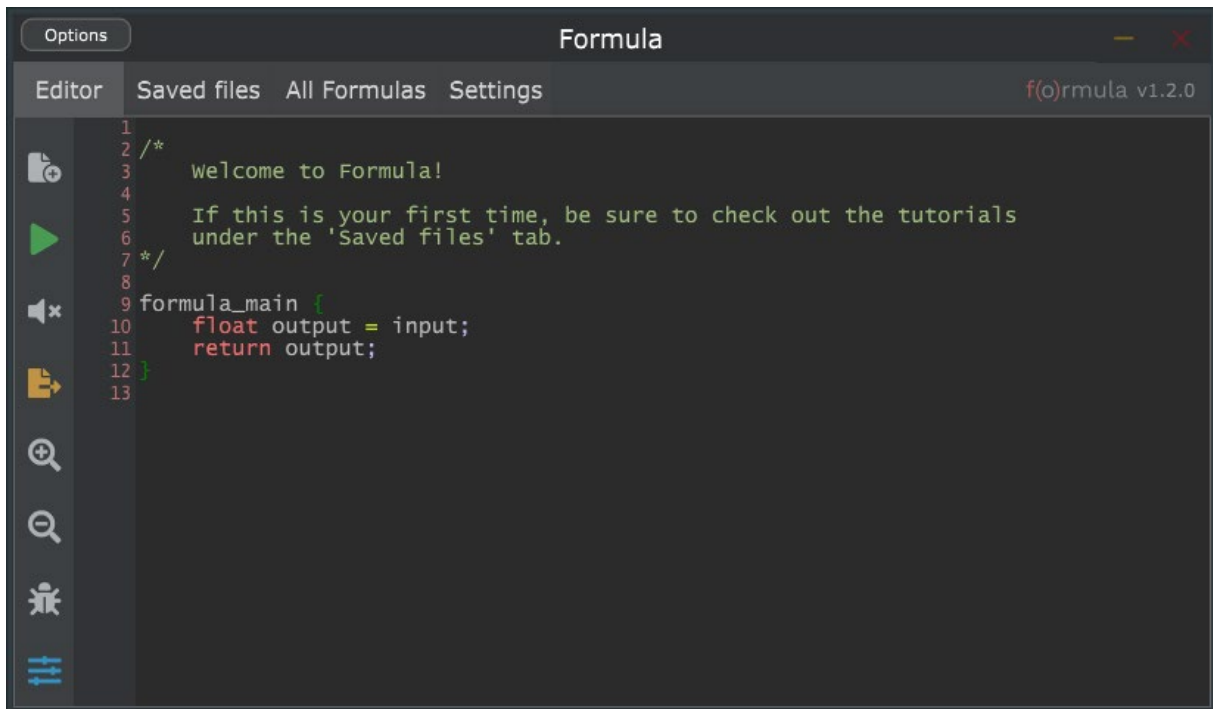 Options
Formula
Editor Saved files All Formulas Settings
f(o)rmula v1.2.0
1
2 /*
3     Welcome to Formula!
4
5     If this is your first time, be sure to check out the tutorials
6     under the 'Saved files' tab.
7 */
8
9 formula_main {
10     float output = input;
11     return output;
12 }
13